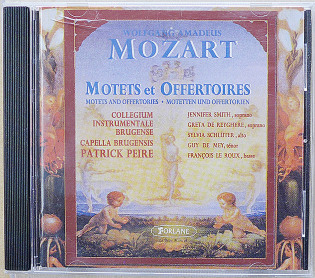 WOLFGANG AMADEUS
MOZART
MOTETS et OFFERTOIRES
MOTETS AND OFFERTORIES • MOTETTEN UND OFFERTORIEN
COLLEGIUM
INSTRUMENTALE
BRUGENSE
CAPELLA BRUGENSIS
PATRICK PEIRE
JENNIFER SMITH, soprano
GRETA DE REYGHERE, soprano
SYLVIA SCHLÜTER, alto
GUY DE MEY, ténor
FRANÇOIS LE ROUX, basse
FORLANE